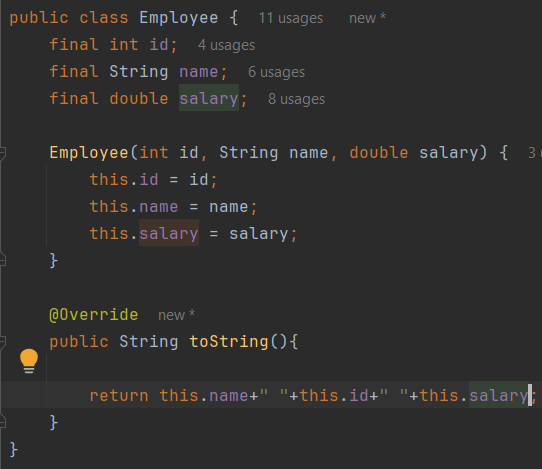 public class Employee { 11 usages new *
final int id; 4 usages
final String name; 6 usages
final double salary; 8 usages
Employee(int id, String name, double salary) { 3
this.id = id;
this.name = name;
this.salary = salary;
}
@Override new *
public String toString(){
return this.name+" "+this.id+" "+this.salary;
}
}